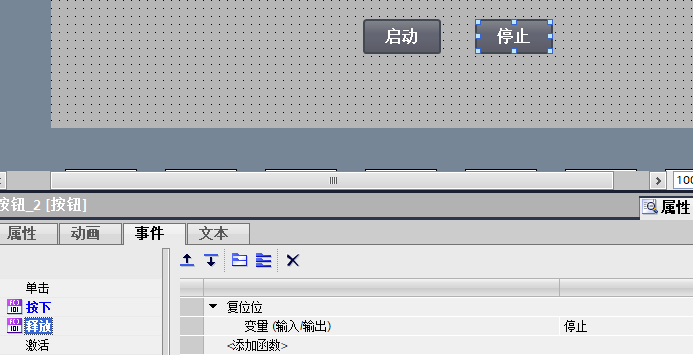 启动 停止
100
按钮_2 [按钮]
属性
属性 动画 事件 文本
单击
按下
释放
激活
复位位
变量 (输入/输出) 停止
<添加函数>